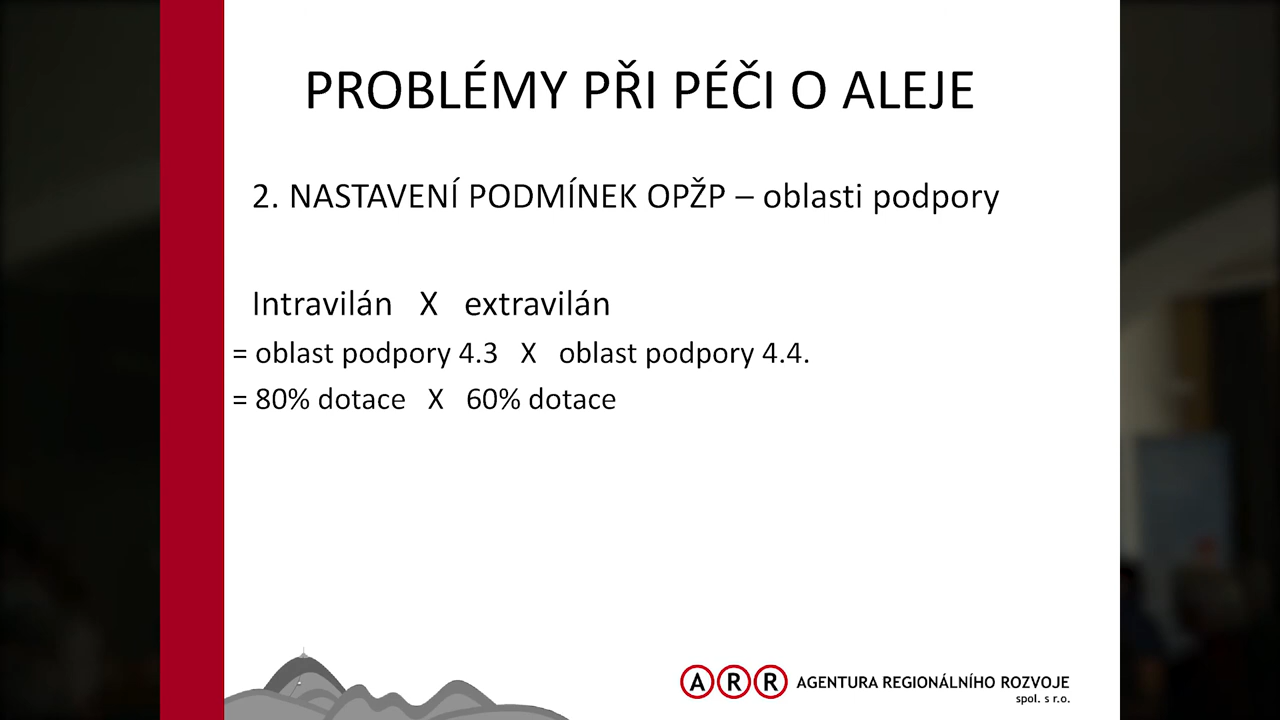 PROBLÉMY PŘI PÉČI O ALEJE
2. NASTAVENÍ PODMÍNEK OPŽP – oblasti podpory
Intravilán X extravilán
= oblast podpory 4.3 X oblast podpory 4.4.
= 80% dotace X 60% dotace
ARR AGENTURA REGIONÁLNÍHO ROZVOJE
spol. s r.o.